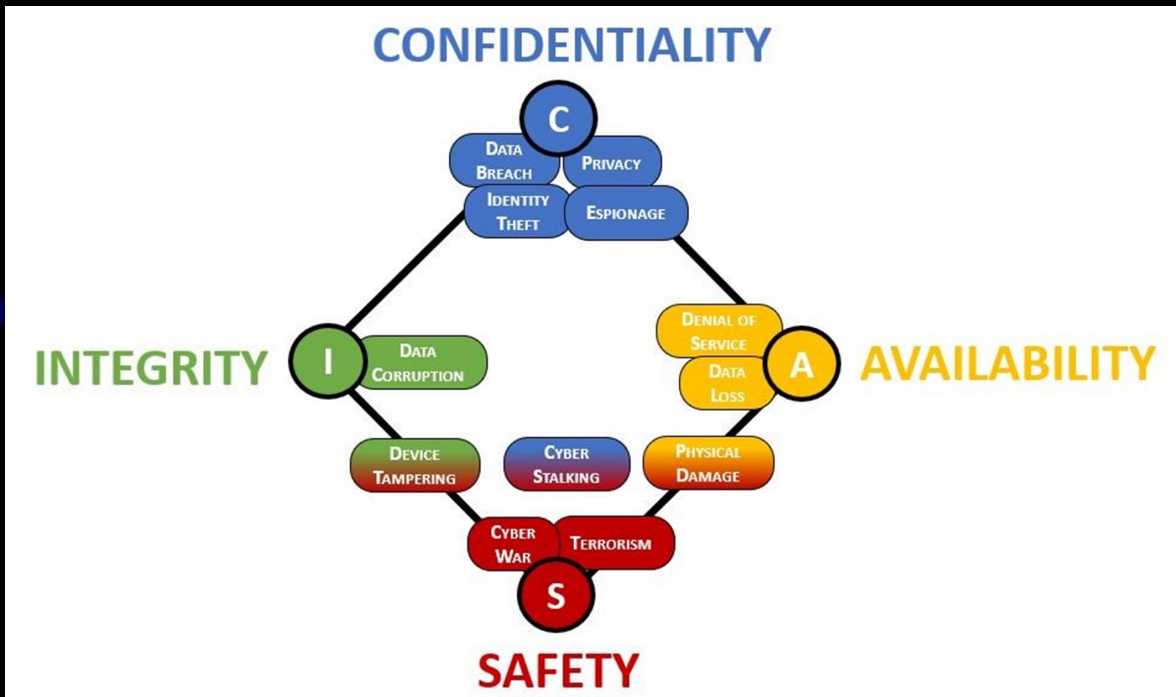 CONFIDENTIALITY
C
DATA
BREACH
PRIVACY
IDENTITY
THEFT
ESPIONAGE
DENIAL OF
SERVICE
INTEGRITY
I
DATA
CORRUPTION
DATA
LOSS
A
AVAILABILITY
DEVICE
TAMPERING
CYBER
STALKING
PHYSICAL
DAMAGE
CYBER
WAR
TERRORISM
S
SAFETY